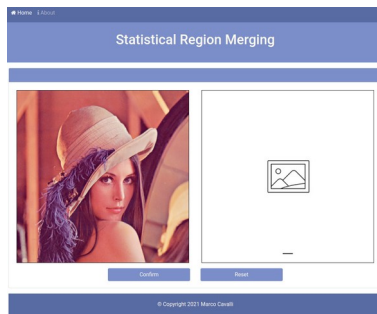 Home About
Statistical Region Merging
Confirm Reset
© Copyright 2021 Marco Cavalli